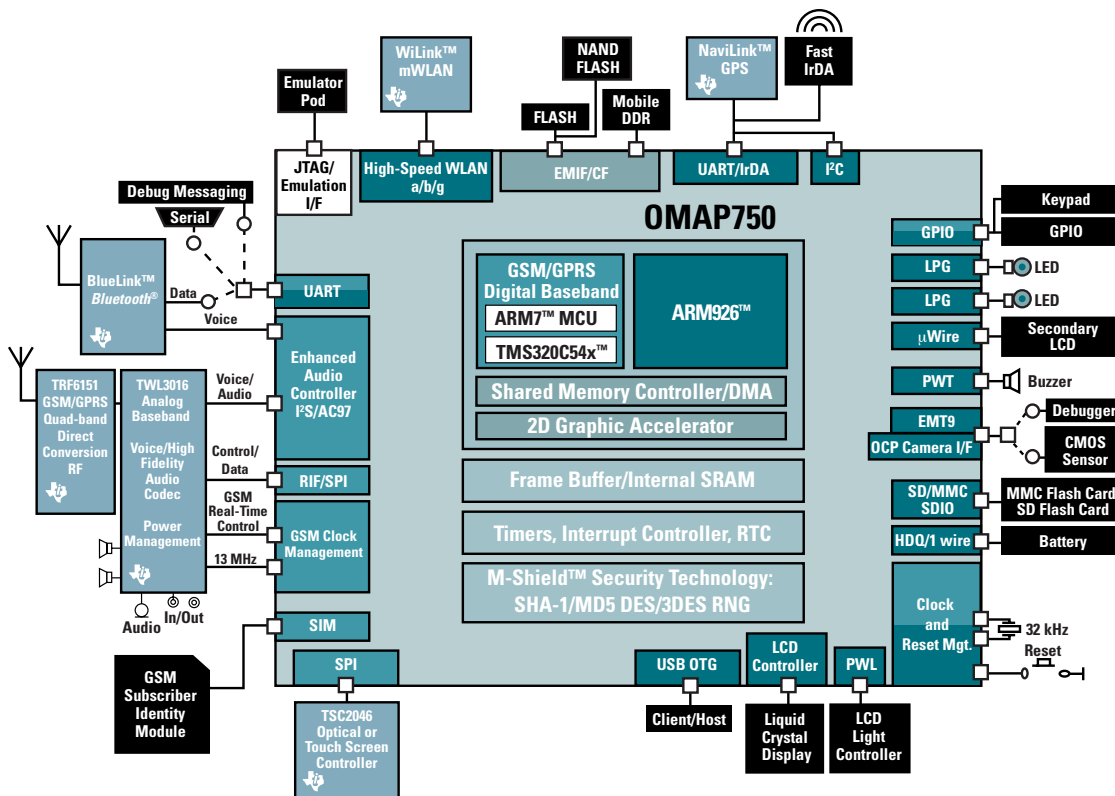 WiLink™
mWLAN
NAND
FLASH
NaviLink™
GPS
Fast
IrDA
Emulator
Pod
FLASH
Mobile
DDR
JTAG/
Emulation
I/F
High-Speed WLAN
a/b/g
EMIF/CF
UART/IrDA
I²C
OMAP750
Debug Messaging
Serial
BlueLink™
Bluetooth®
Data
Voice
UART
Enhanced
Audio
Controller
I²S/AC97
TRF6151
GSM/GPRS
Quad-band
Direct
Conversion
RF
TWL3016
Analog
Baseband
Voice/High
Fidelity
Audio
Codec
Power
Management
Voice/
Audio
Control/
Data
GSM
Real-Time
Control
13 MHz
RIF/SPI
GSM Clock
Management
Audio
In/Out
SIM
GSM
Subscriber
Identity
Module
SPI
TSC2046
Optical or
Touch Screen
Controller
GSM/GPRS
Digital Baseband
ARM7™ MCU
TMS320C54x™
ARM926™
Shared Memory Controller/DMA
2D Graphic Accelerator
Frame Buffer/Internal SRAM
Timers, Interrupt Controller, RTC
M-Shield™ Security Technology:
SHA-1/MD5 DES/3DES RNG
GPIO
Keypad
GPIO
LPG
LED
LPG
LED
µWire
Secondary
LCD
PWT
Buzzer
EMT9
OCP Camera I/F
Debugger
CMOS
Sensor
SD/MMC
SDIO
MMC Flash Card
SD Flash Card
HDQ/1 wire
Battery
Clock
and
Reset Mgt.
32 kHz
Reset
USB OTG
Client/Host
LCD
Controller
Liquid
Crystal
Display
PWL
LCD
Light
Controller